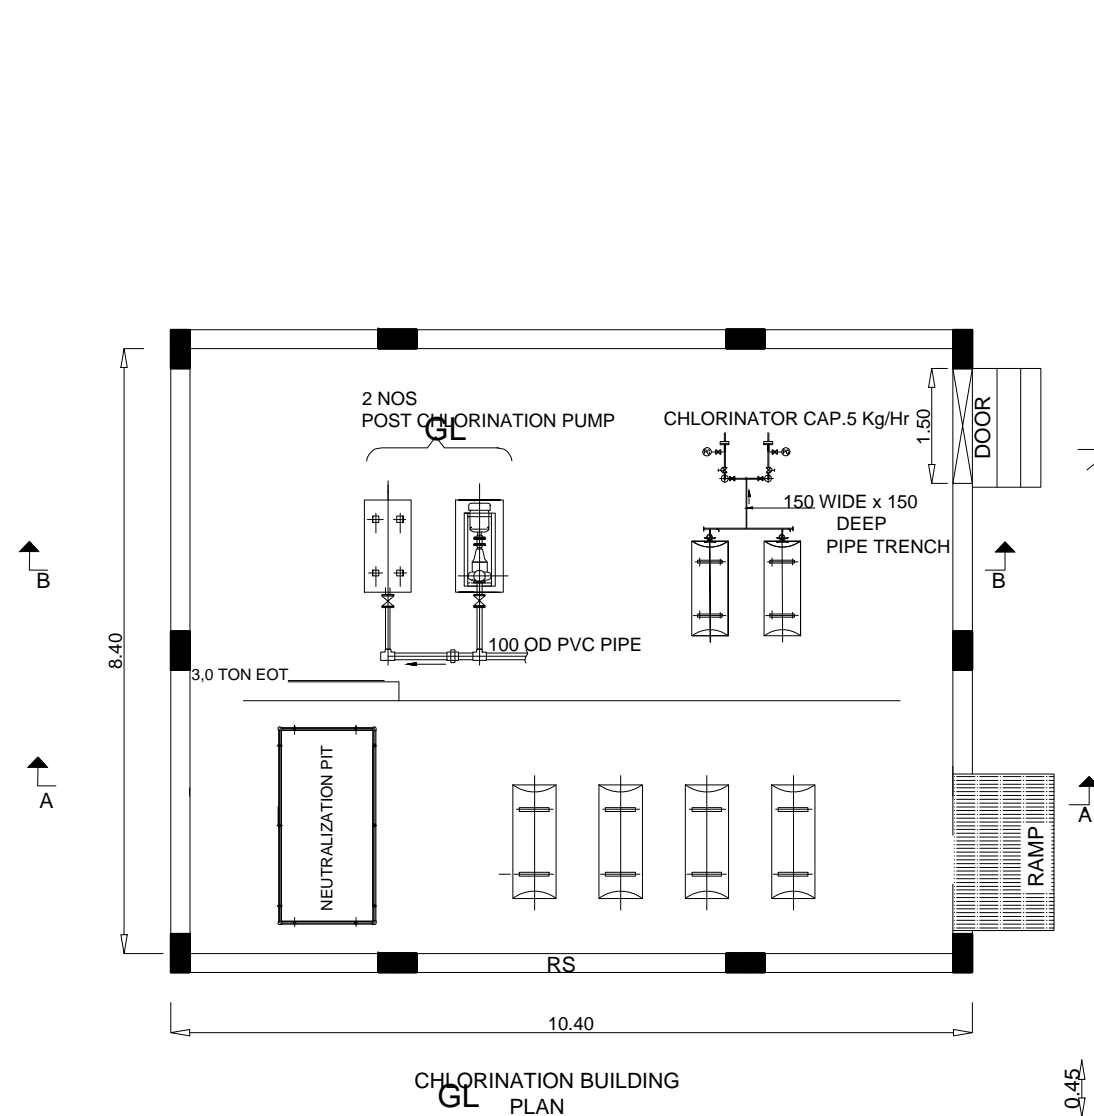 2 NOS
POST CHLORINATION PUMP
GL
CHLORINATOR CAP.5 Kg/Hr
1.50
DOOR
150 WIDE x 150
DEEP
PIPE TRENCH
B
B
8.40
100 OD PVC PIPE
3,0 TON EOT
NEUTRALIZATION PIT
A
A
RAMP
RS
10.40
CHLORINATION BUILDING
GL
PLAN
0.45